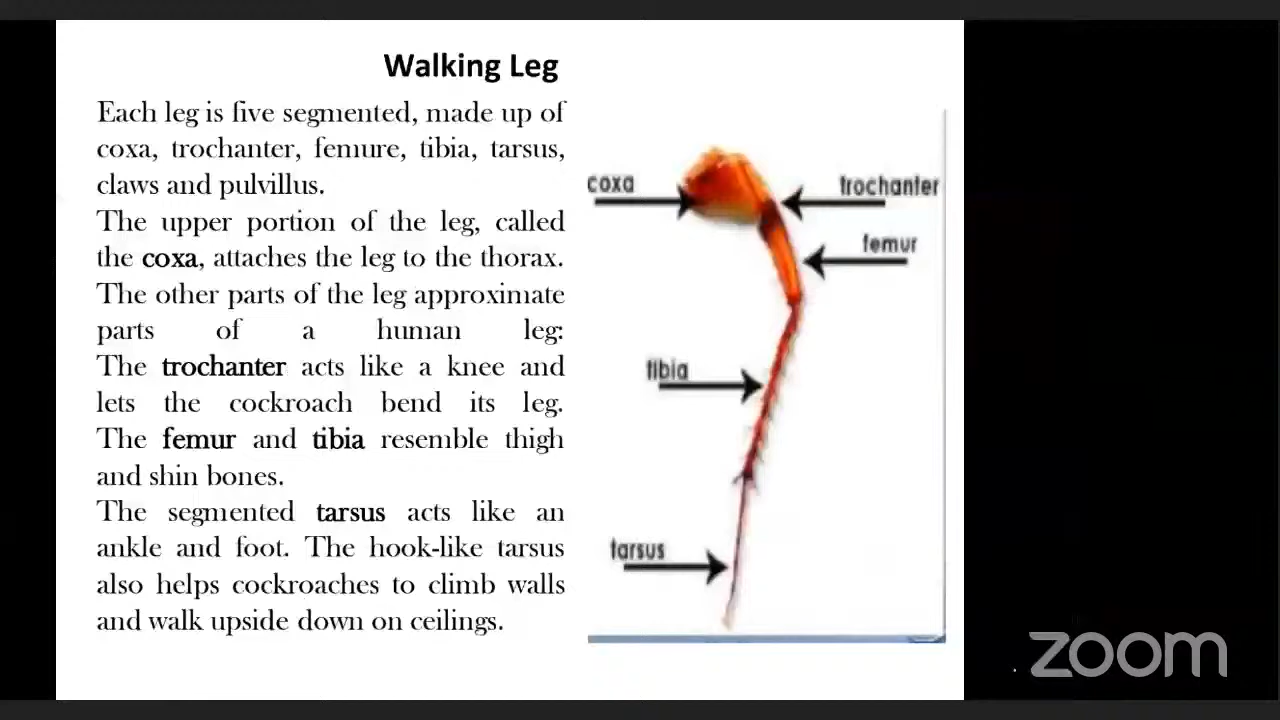 Walking Leg
Each leg is five segmented, made up of
coxa, trochanter, femure, tibia, tarsus,
claws and pulvillus.
The upper portion of the leg, called
the coxa, attaches the leg to the thorax.
The other parts of the leg approximate
parts of a human leg:
The trochanter acts like a knee and
lets the cockroach bend its leg.
The femur and tibia resemble thigh
and shin bones.
The segmented tarsus acts like an
ankle and foot. The hook-like tarsus
also helps cockroaches to climb walls
and walk upside down on ceilings.
coxa
trochanter
femur
tibia
tarsus
zoom